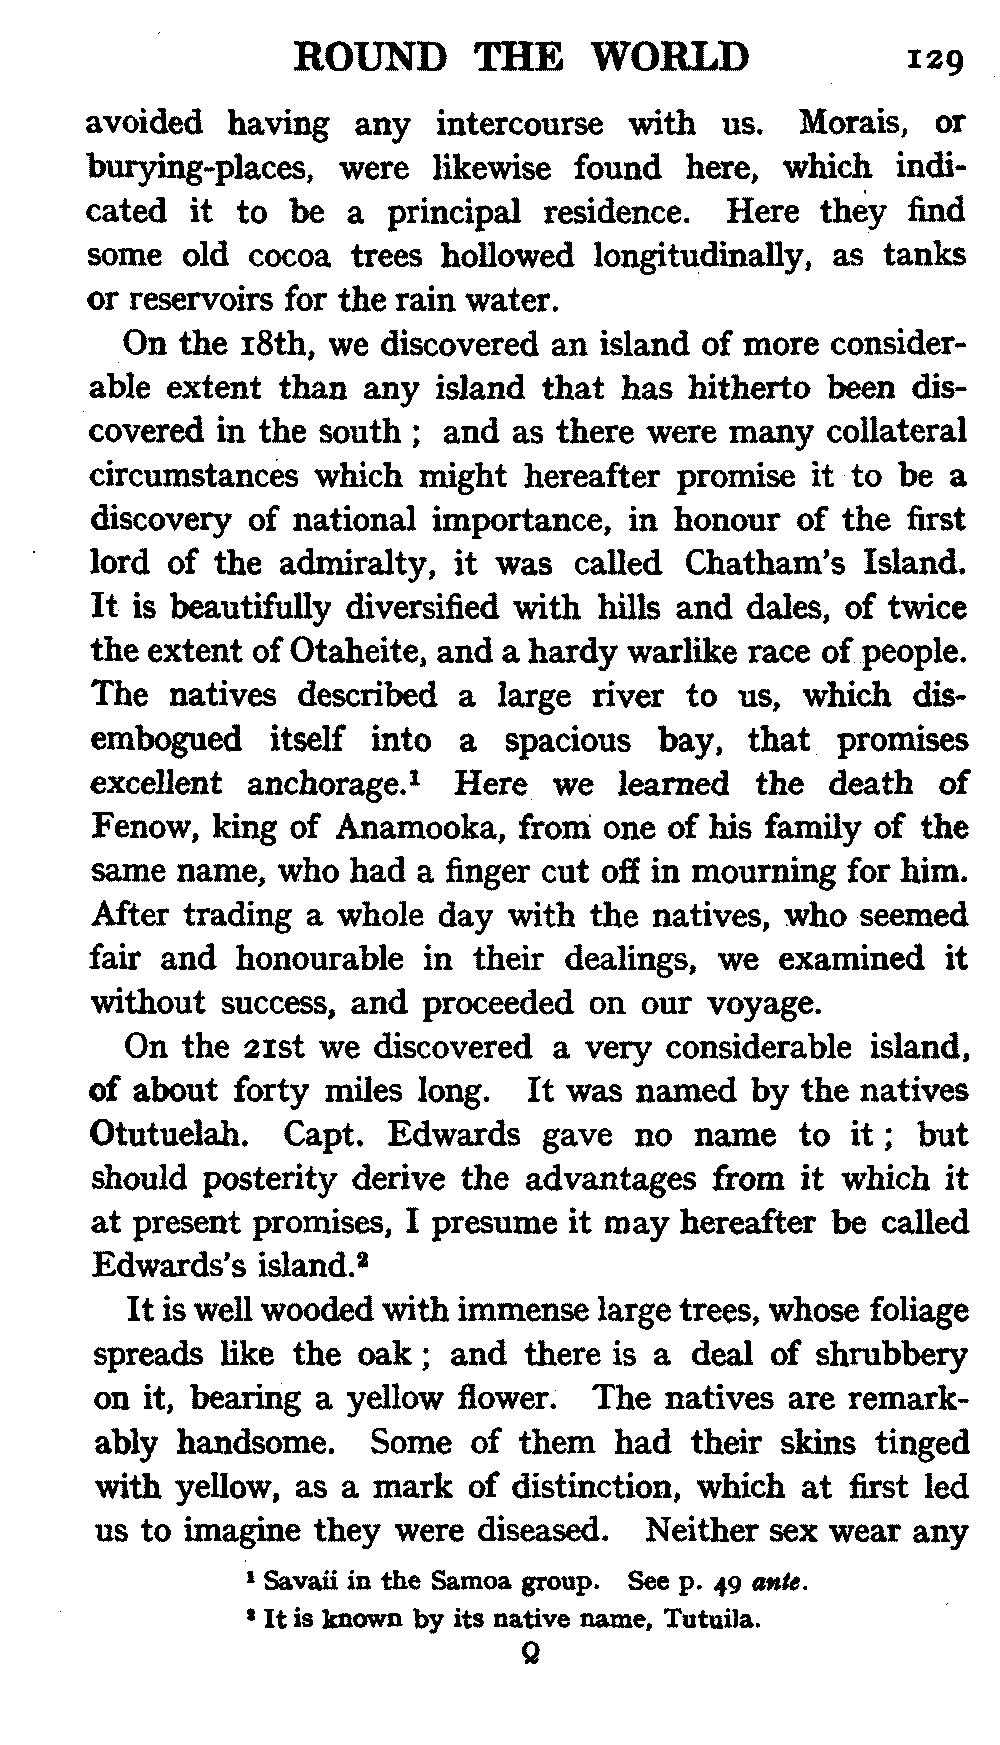 ROUND THE WORLD 129
avoided having any intercourse with us. Morais, or
burying-places, were likewise found here, which indi-
cated it to be a principal residence. Here they find
some old cocoa trees hollowed longitudinally, as tanks
or reservoirs for the rain water.
On the 18th, we discovered an island of more consider-
able extent than any island that has hitherto been dis-
covered in the south ; and as there were many collateral
circumstances which might hereafter promise it to be a
discovery of national importance, in honour of the first
lord of the admiralty, it was called Chatham's Island.
It is beautifully diversified with hills and dales, of twice
the extent of Otaheite, and a hardy warlike race of people.
The natives described a large river to us, which dis-
embogued itself into a spacious bay, that promises
excellent anchorage.¹ Here we learned the death of
Fenow, king of Anamooka, from one of his family of the
same name, who had a finger cut off in mourning for him.
After trading a whole day with the natives, who seemed
fair and honourable in their dealings, we examined it
without success, and proceeded on our voyage.
On the 21st we discovered a very considerable island,
of about forty miles long. It was named by the natives
Otutuelah. Capt. Edwards gave no name to it ; but
should posterity derive the advantages from it which it
at present promises, I presume it may hereafter be called
Edwards's island.²
It is well wooded with immense large trees, whose foliage
spreads like the oak ; and there is a deal of shrubbery
on it, bearing a yellow flower. The natives are remark-
ably handsome. Some of them had their skins tinged
with yellow, as a mark of distinction, which at first led
us to imagine they were diseased. Neither sex wear any
¹ Savaii in the Samoa group. See p. 49 ante.
² It is known by its native name, Tutuila.
Q